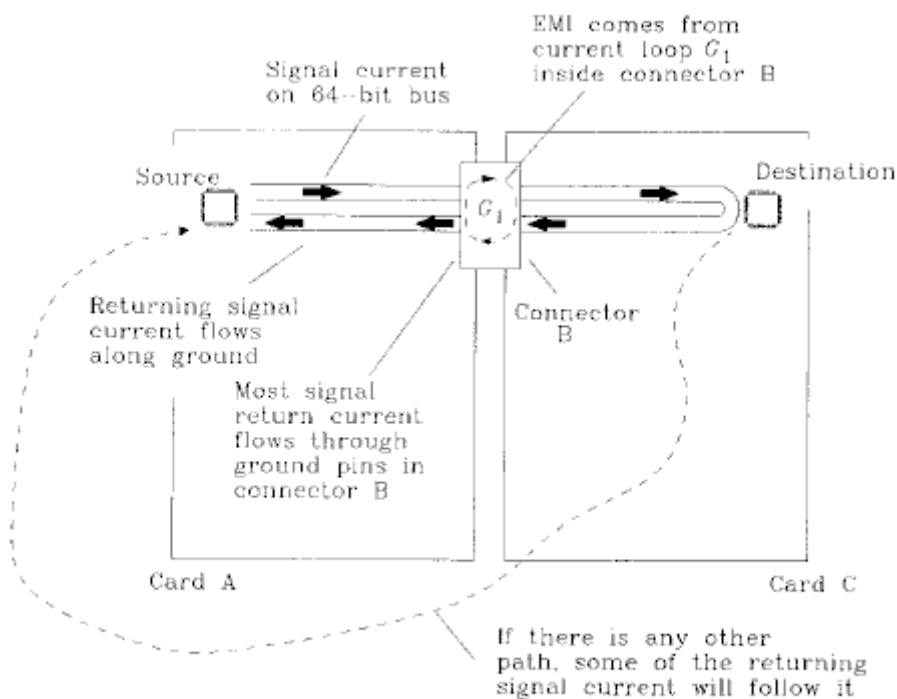 EMI comes from
current loop G1
inside connector B
Signal current
on 64-bit bus
Source
Destination
G1
Returning signal
current flows
along ground
Connector
B
Most signal
return current
flows through
ground pins in
connector B
Card A
Card C
If there is any other
path, some of the returning
signal current will follow it